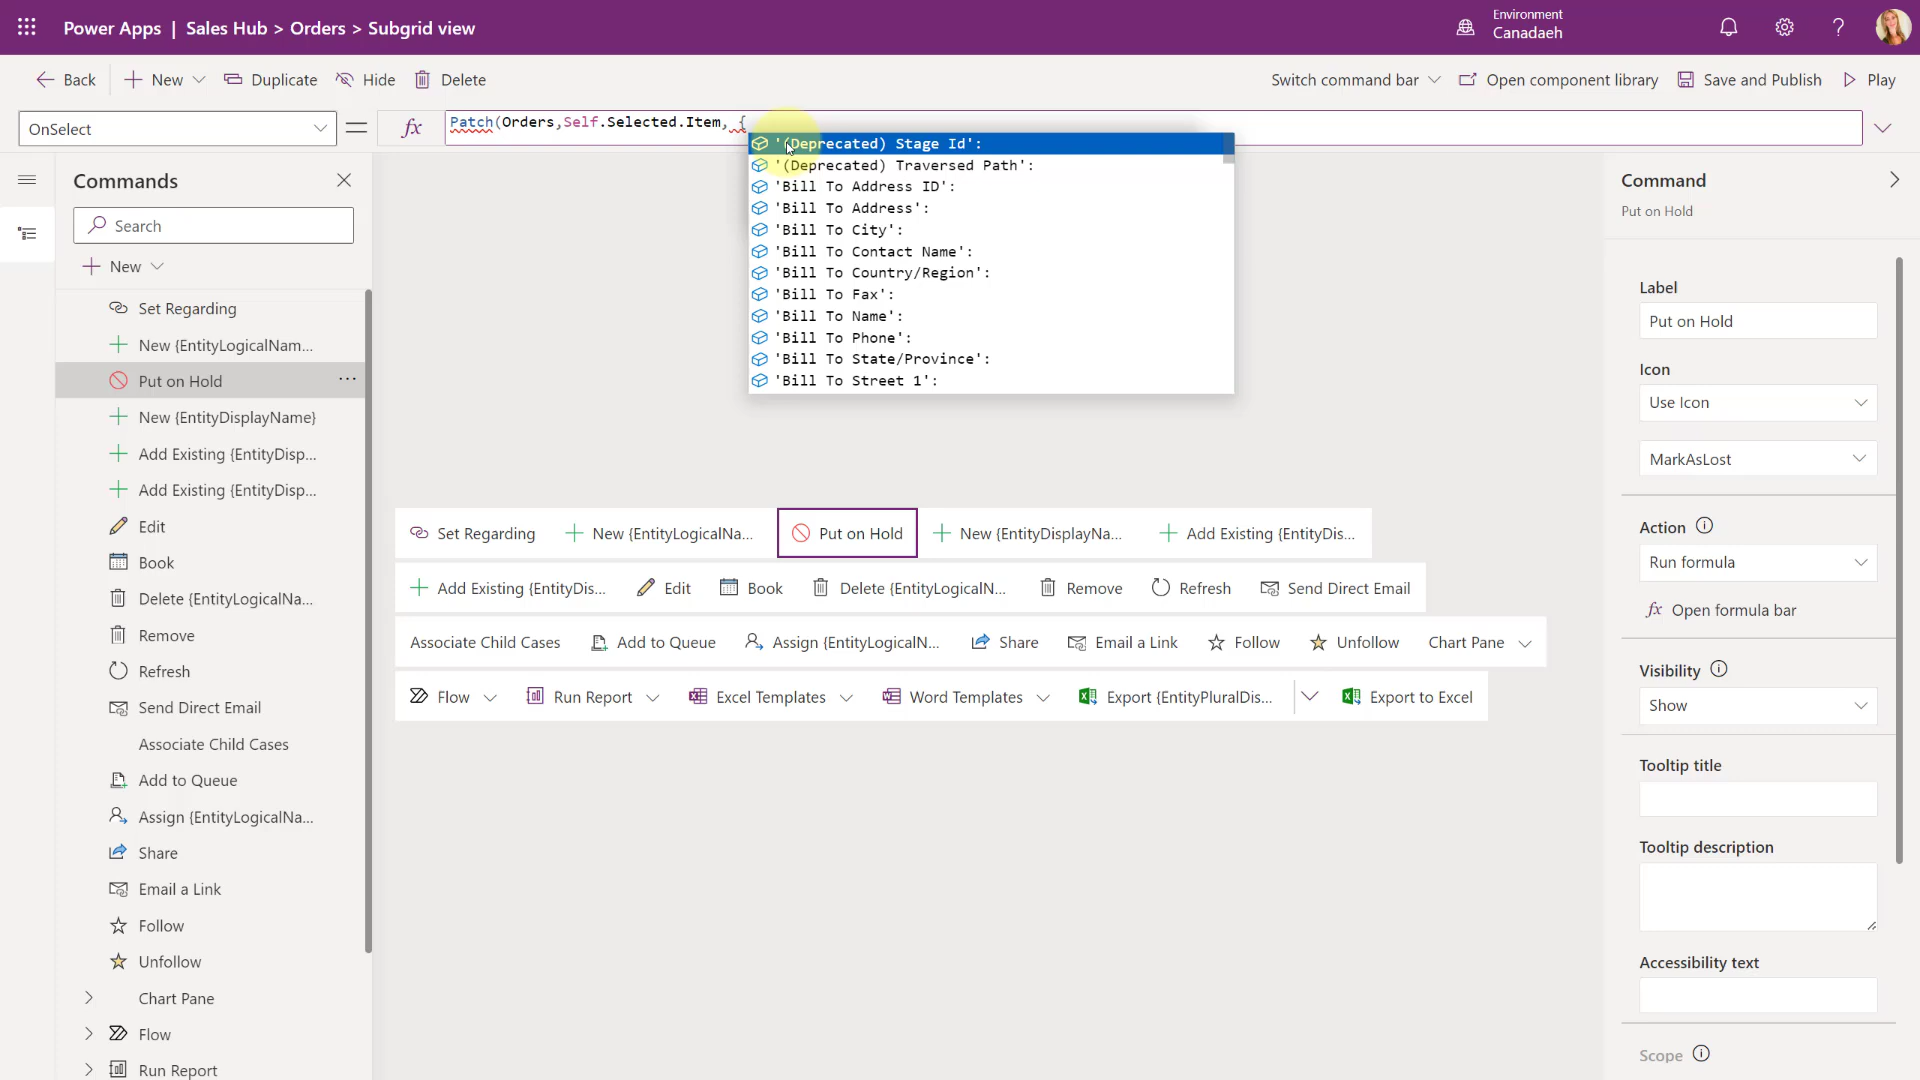 Power Apps | Sales Hub > Orders > Subgrid view
Environment
Canadaeh
?
Back
New
Duplicate
Hide
Delete
Switch command bar
Open component library
Save and Publish
Play
OnSelect
=
fx
Patch(Orders,Self.Selected.Item, {
'(Deprecated) Stage Id':
'(Deprecated) Traversed Path':
'Bill To Address ID':
'Bill To Address':
'Bill To City':
'Bill To Contact Name':
'Bill To Country/Region':
'Bill To Fax':
'Bill To Name':
'Bill To Phone':
'Bill To State/Province':
'Bill To Street 1':
Commands
Search
New
Set Regarding
New {EntityLogicalNam...
Put on Hold
...
New {EntityDisplayName}
Add Existing {EntityDisp...
Add Existing {EntityDisp...
Edit
Book
Delete {EntityLogicalNa...
Remove
Refresh
Send Direct Email
Associate Child Cases
Add to Queue
Assign {EntityLogicalNa...
Share
Email a Link
Follow
Unfollow
Chart Pane
Flow
Run Report
Set Regarding
New {EntityLogicalNa...
Put on Hold
New {EntityDisplayNa...
Add Existing {EntityDis...
Add Existing {EntityDis...
Edit
Book
Delete {EntityLogicalN...
Remove
Refresh
Send Direct Email
Associate Child Cases
Add to Queue
Assign {EntityLogicalN...
Share
Email a Link
Follow
Unfollow
Chart Pane
Flow
Run Report
Excel Templates
Word Templates
Export {EntityPluralDis...
Export to Excel
Command
Put on Hold
Label
Put on Hold
Icon
Use Icon
MarkAsLost
Action
Run formula
fx Open formula bar
Visibility
Show
Tooltip title
Tooltip description
Accessibility text
Scope